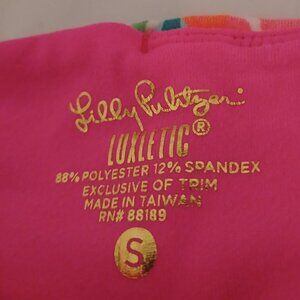 Lilly Pulitzer
LUXLETIC®
88% POLYESTER 12% SPANDEX
EXCLUSIVE OF TRIM
MADE IN TAIWAN
RN# 88189
S